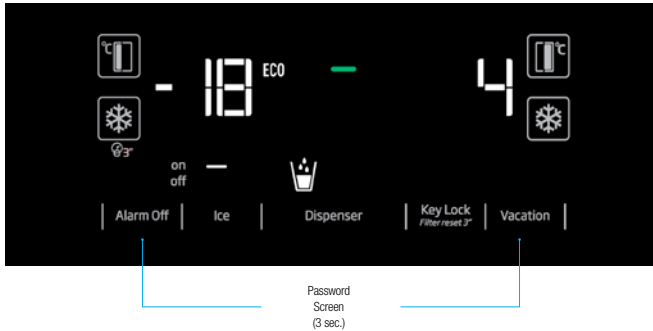 °C
°C
- 18 ECO
4
3"
on
off
Alarm Off
Ice
Dispenser
Key Lock
Filter reset 3"
Vacation
Password
Screen
(3 sec.)